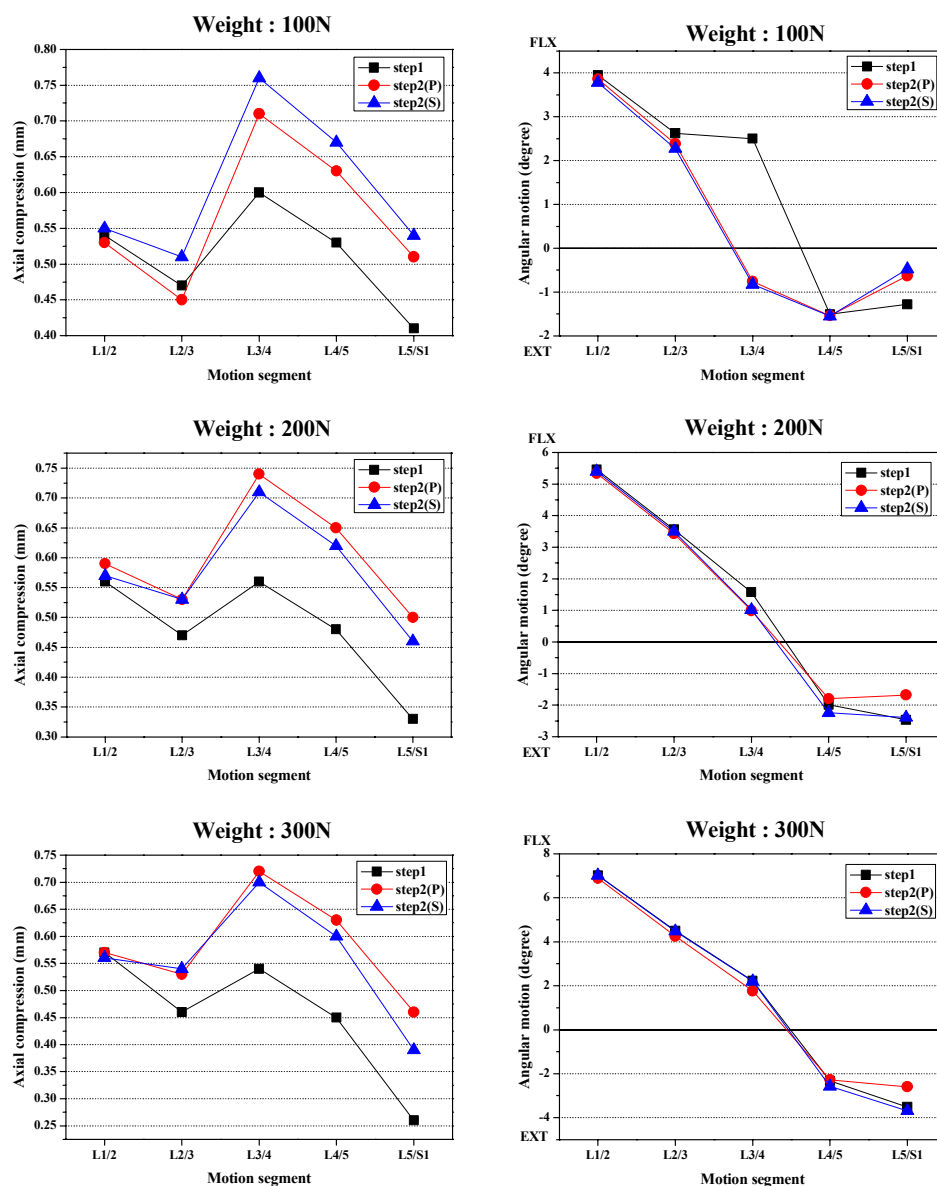 Weight : 100N
0.80
0.75
0.70
0.65
0.60
0.55
0.50
0.45
0.40
Axial compression (mm)
step1
step2(P)
step2(S)
L1/2 L2/3 L3/4 L4/5 L5/S1
Motion segment
Weight : 100N
FLX
4
3
2
1
0
-1
-2
EXT
Angular motion (degree)
step1
step2(P)
step2(S)
L1/2 L2/3 L3/4 L4/5 L5/S1
Motion segment
Weight : 200N
0.75
0.70
0.65
0.60
0.55
0.50
0.45
0.40
0.35
0.30
Axial compression (mm)
step1
step2(P)
step2(S)
L1/2 L2/3 L3/4 L4/5 L5/S1
Motion segment
Weight : 200N
FLX
6
5
4
3
2
1
0
-1
-2
-3
EXT
Angular motion (degree)
step1
step2(P)
step2(S)
L1/2 L2/3 L3/4 L4/5 L5/S1
Motion segment
Weight : 300N
0.75
0.70
0.65
0.60
0.55
0.50
0.45
0.40
0.35
0.30
0.25
Axial compression (mm)
step1
step2(P)
step2(S)
L1/2 L2/3 L3/4 L4/5 L5/S1
Motion segment
Weight : 300N
FLX
8
6
4
2
0
-2
-4
EXT
Angular motion (degree)
step1
step2(P)
step2(S)
L1/2 L2/3 L3/4 L4/5 L5/S1
Motion segment